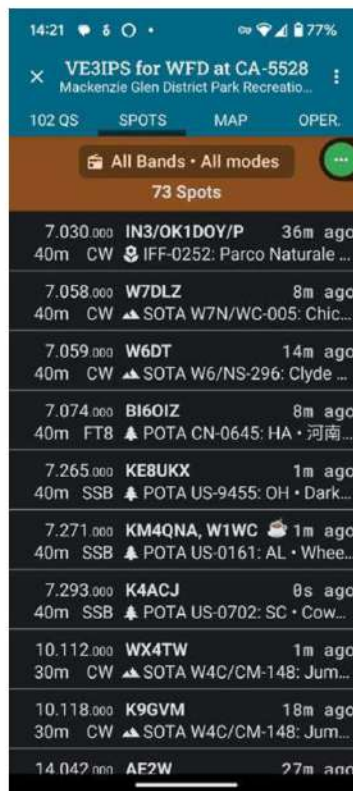 14:21 77%
VE3IPS for WFD at CA-5528
Mackenzie Glen District Park Recreatio...
102 QS SPOTS MAP OPER.
All Bands • All modes
73 Spots
7.030.000 IN3/OK1DOY/P 36m ago
40m CW IFF-0252: Parco Naturale ...
7.058.000 W7DLZ 8m ago
40m CW SOTA W7N/WC-005: Chic...
7.059.000 W6DT 14m ago
40m CW SOTA W6/NS-296: Clyde ...
7.074.000 BI6OIZ 8m ago
40m FT8 POTA CN-0645: HA • 河南...
7.265.000 KE8UKX 1m ago
40m SSB POTA US-9455: OH • Dark...
7.271.000 KM4QNA, W1WC 1m ago
40m SSB POTA US-0161: AL • Whee...
7.293.000 K4ACJ 0s ago
40m SSB POTA US-0702: SC • Cow...
10.112.000 WX4TW 1m ago
30m CW SOTA W4C/CM-148: Jum...
10.118.000 K9GVM 18m ago
30m CW SOTA W4C/CM-148: Jum...
14.042.000 AE2W 27m ago